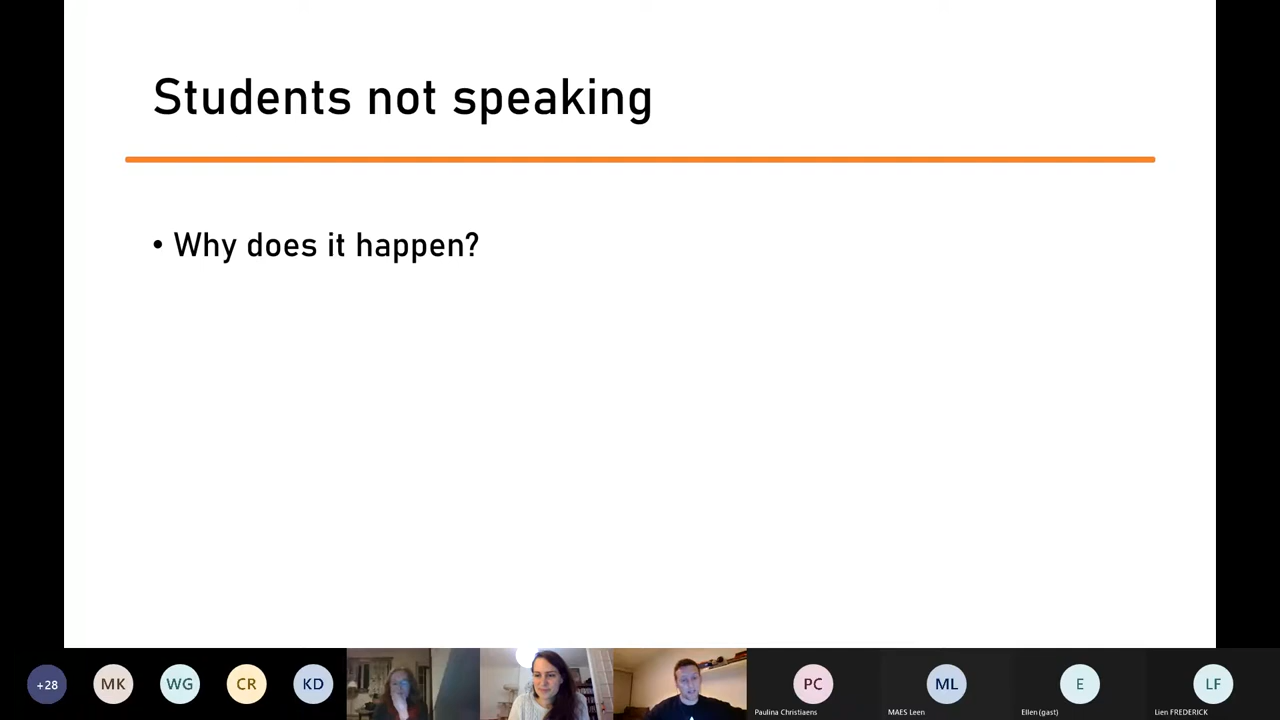 Students not speaking
• Why does it happen?
+28
MK
WG
CR
KD
PC
ML
E
LF
Paulina Christiaens
MAES Leen
Ellen (gast)
Lien FREDERICK